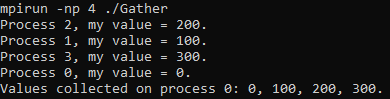 mpirun -np 4 ./Gather
Process 2, my value = 200.
Process 1, my value = 100.
Process 3, my value = 300.
Process 0, my value = 0.
Values collected on process 0: 0, 100, 200, 300.